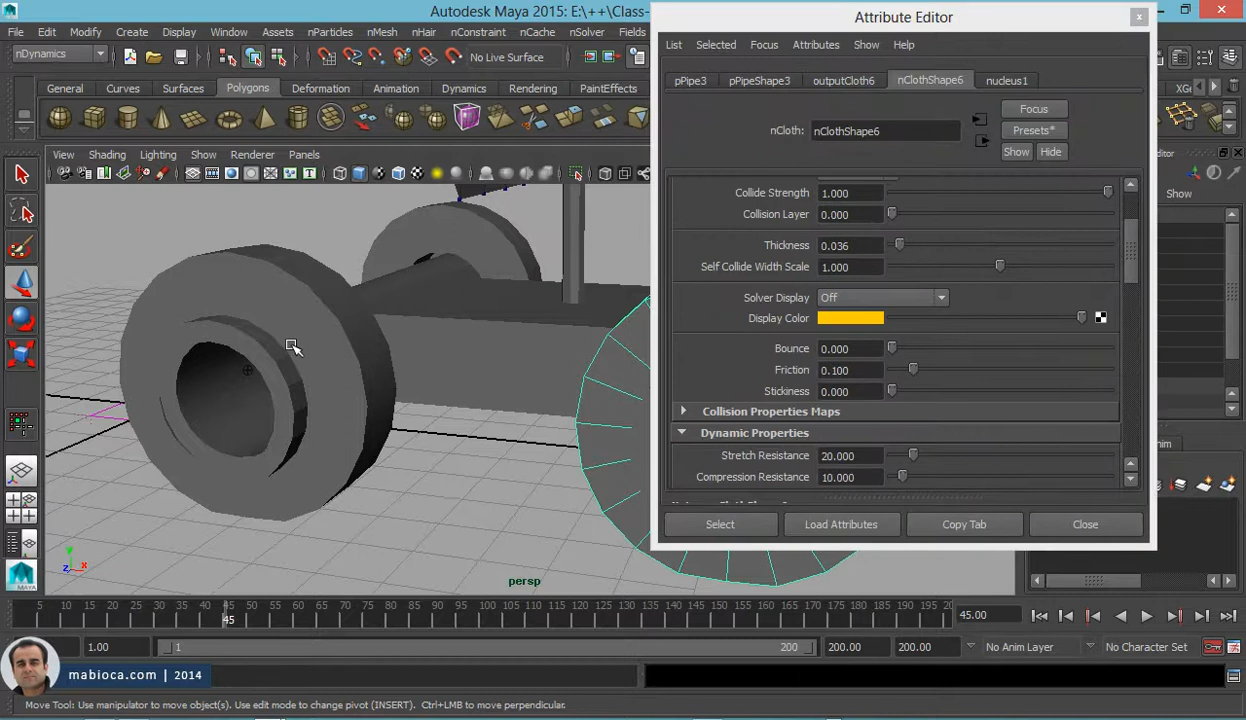 Autodesk Maya 2015: E:\++\Class-
Attribute Editor
x
File Edit Modify Create Display Window Assets nParticles nMesh nHair nConstraint nCache nSolver Fields
List Selected Focus Attributes Show Help
nDynamics
No Live Surface
pPipe3 pPipeShape3 outputCloth6 nClothShape6 nucleus1
General Curves Surfaces Polygons Deformation Animation Dynamics Rendering PaintEffects
XGe
Focus
nCloth: nClothShape6
Presets*
Show Hide
View Shading Lighting Show Renderer Panels
Show
Collide Strength 1.000
Collision Layer 0.000
Thickness 0.036
Self Collide Width Scale 1.000
Solver Display Off
Display Color
Bounce 0.000
Friction 0.100
Stickiness 0.000
Collision Properties Maps
Dynamic Properties
Stretch Resistance 20.000
Compression Resistance 10.000
Select Load Attributes Copy Tab Close
y
z x
persp
5 10 15 20 25 30 35 40 45 50 55 60 65 70 75 80 85 90 95 100 105 110 115 120 125 130 135 140 145 150 155 160 165 170 175 180 185 190 195 200
45
45.00
1.00 1 200 200.00 200.00 No Anim Layer No Character Set
mabioca.com | 2014
Move Tool: Use manipulator to move object(s). Use edit mode to change pivot (INSERT). Ctrl+LMB to move perpendicular.